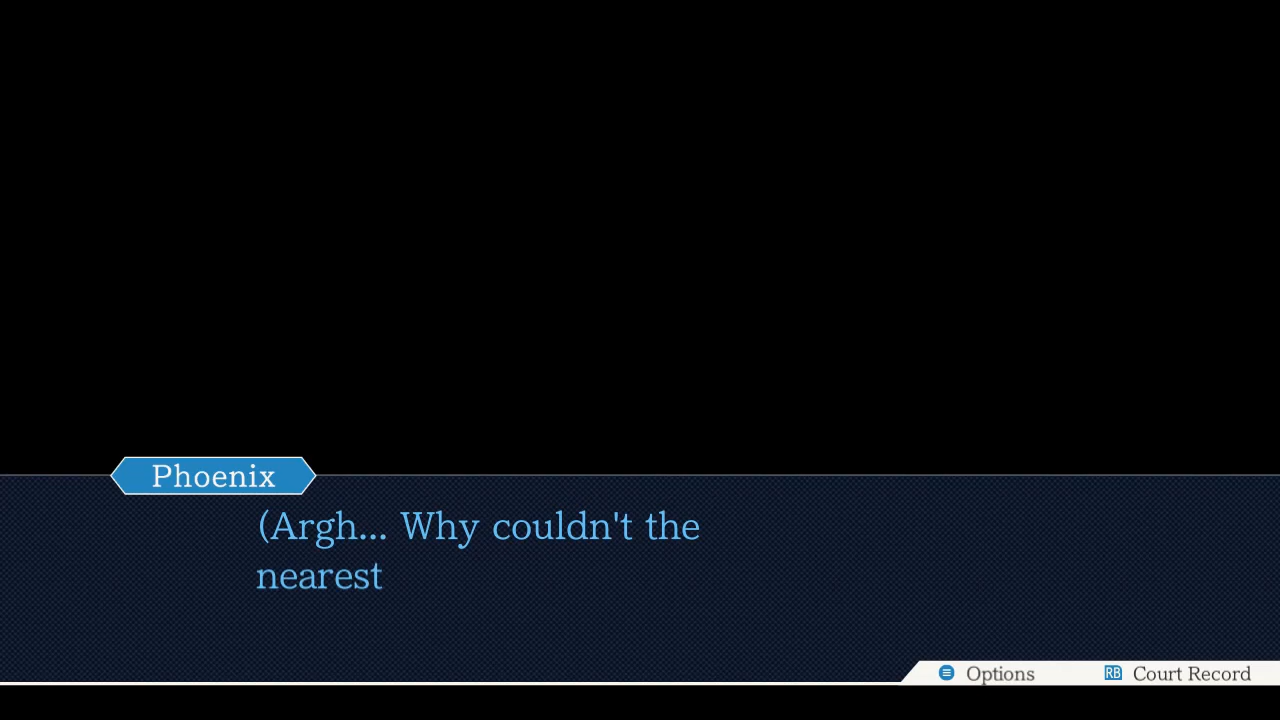 Phoenix
(Argh... Why couldn't the
nearest
Options
RB Court Record